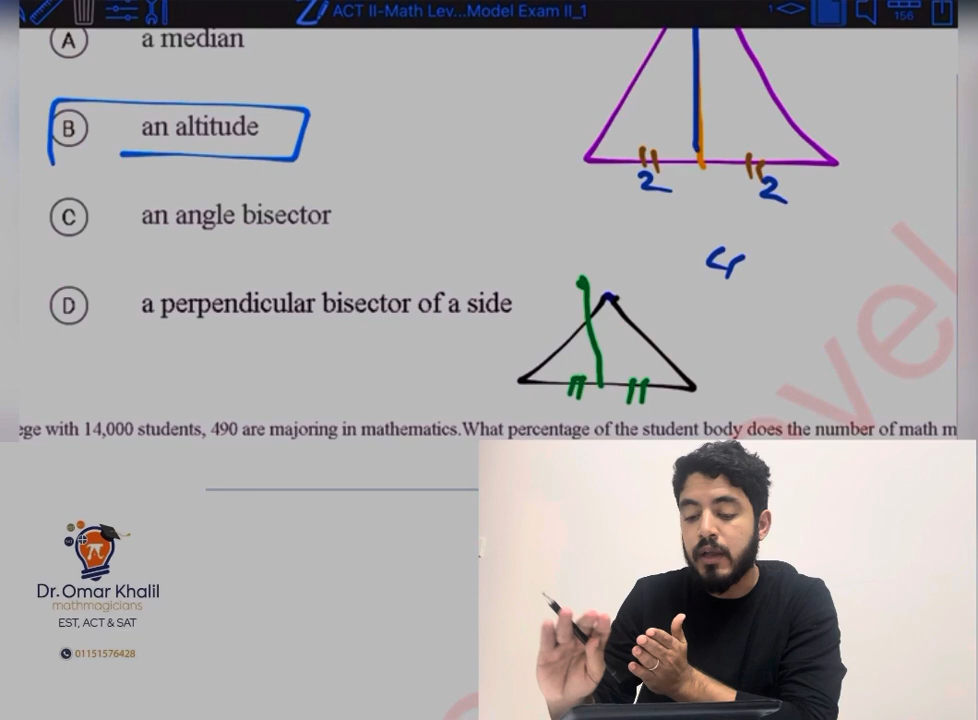 ACT II-Math Lev...Model Exam II_1
156
A a median
B an altitude
2 2
C an angle bisector
4
D a perpendicular bisector of a side
ege with 14,000 students, 490 are majoring in mathematics.What percentage of the student body does the number of math m
vel
π
Dr.Omar Khalil
mathmagicians
EST, ACT & SAT
01151576428